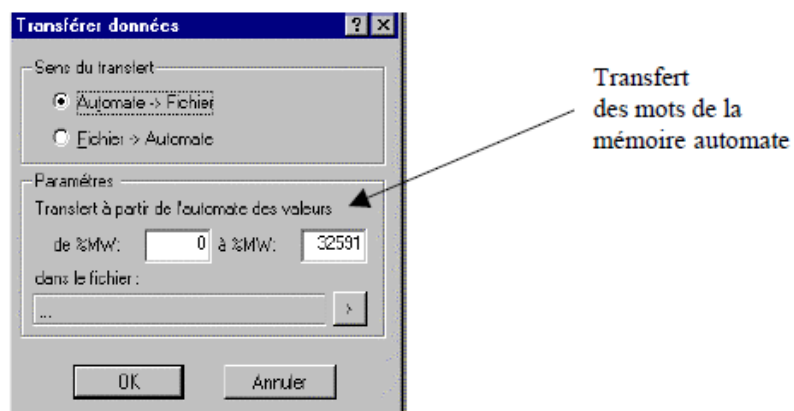 Transférer données
? ×
Sens du transfert
Automate -> Fichier
Fichier -> Automate
Paramètres
Transfert à partir de l'automate des valeurs
de %MW: 0 à %MW: 32591
dans le fichier :
... >
OK Annuler
Transfert
des mots de la
mémoire automate